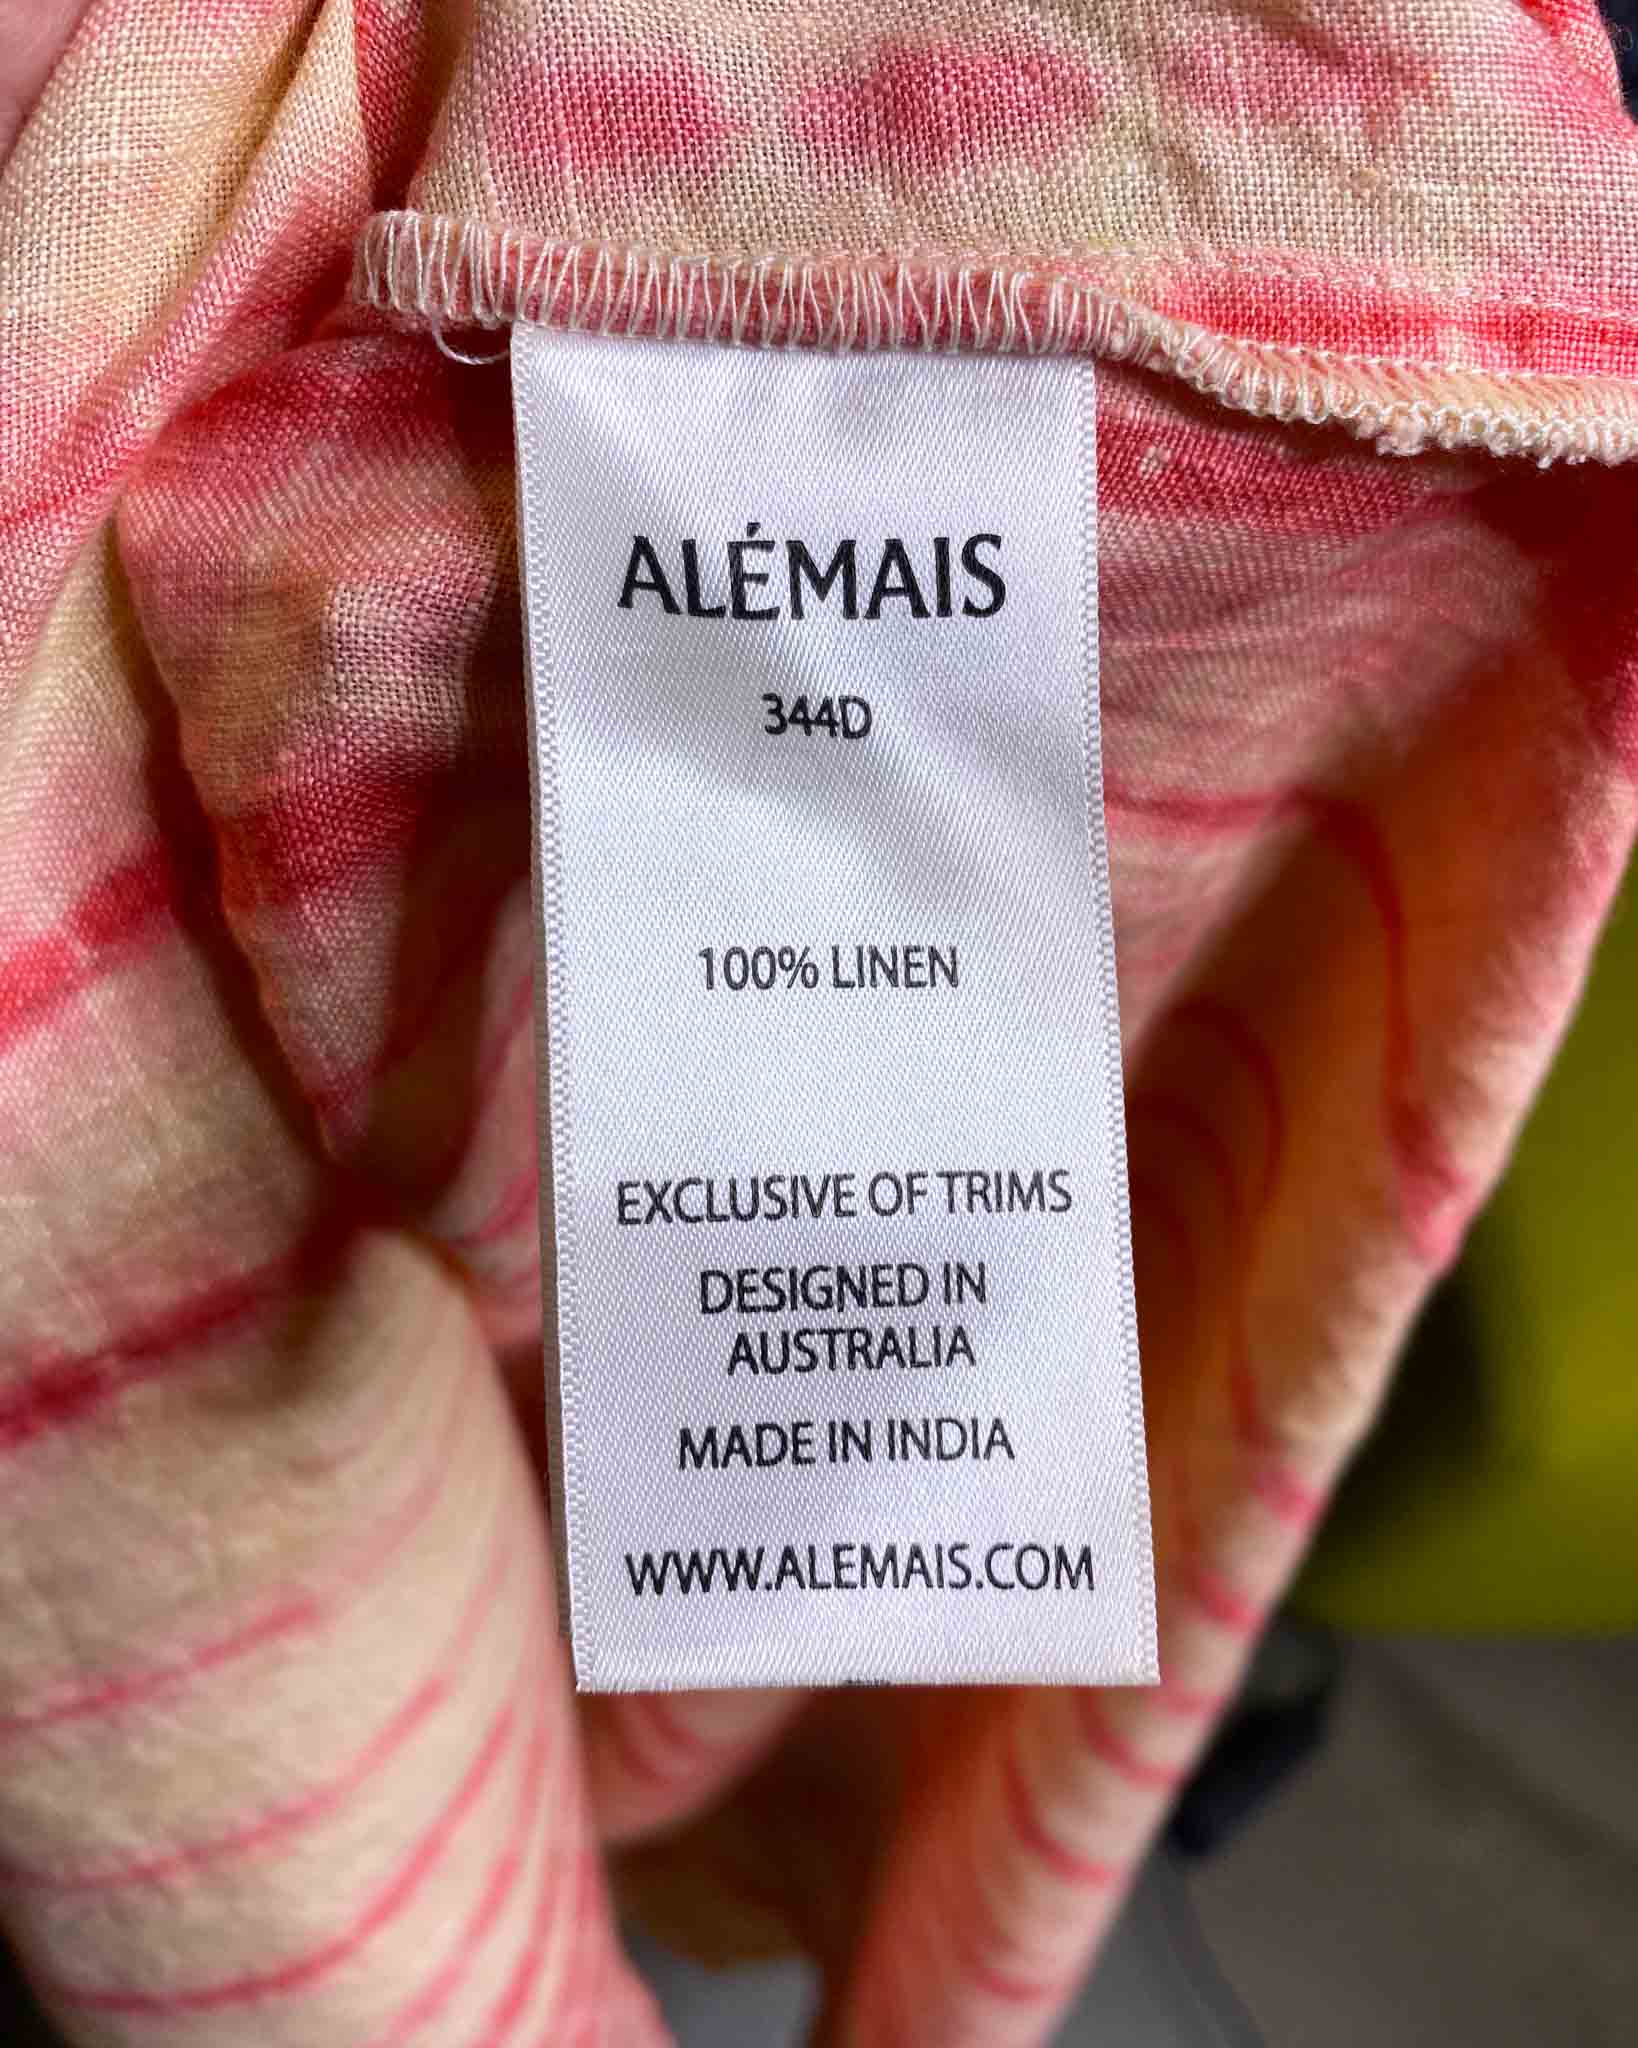 ALÉMAIS
344D
100% LINEN
EXCLUSIVE OF TRIMS
DESIGNED IN
AUSTRALIA
MADE IN INDIA
WWW.ALEMAIS.COM